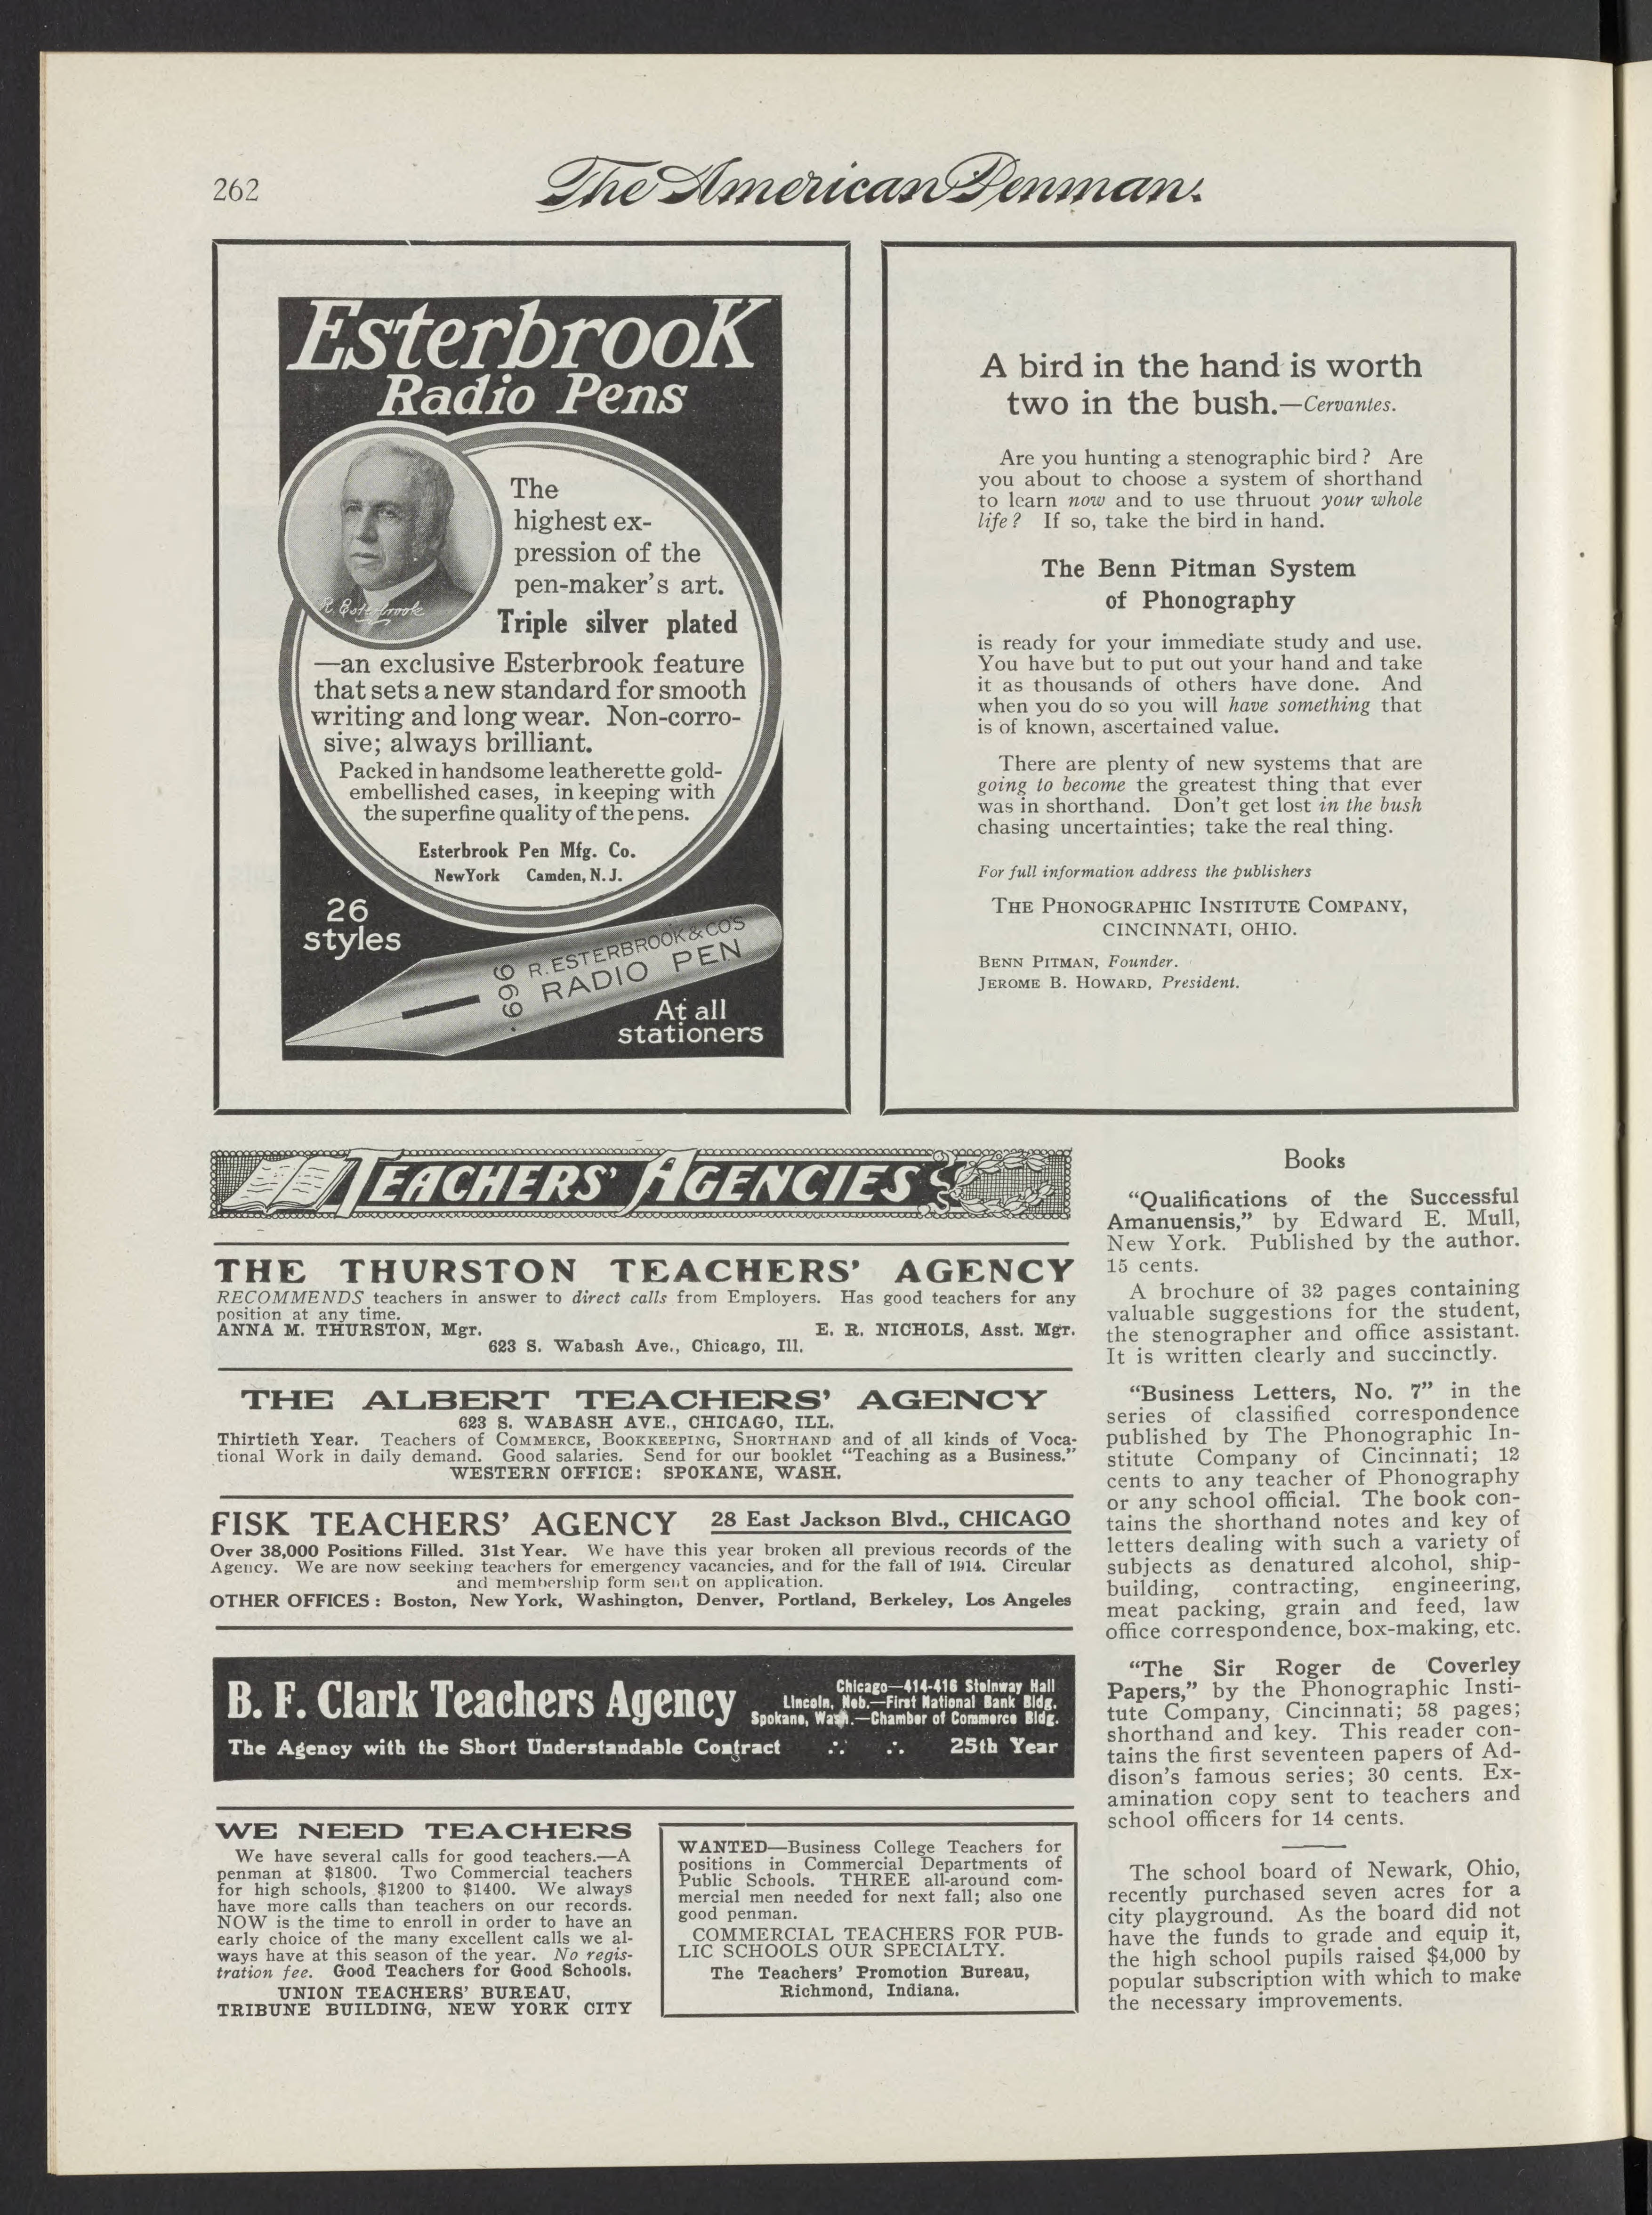 262
The American Penman.
Esterbrook
Radio Pens
R. Esterbrook
The
highest ex-
pression of the
pen-maker's art.
Triple silver plated
—an exclusive Esterbrook feature
that sets a new standard for smooth
writing and long wear. Non-corro-
sive; always brilliant.
Packed in handsome leatherette gold-
embellished cases, in keeping with
the superfine quality of the pens.
Esterbrook Pen Mfg. Co.
New York Camden, N. J.
26
styles
R. ESTERBROOK & CO'S
RADIO PEN
966
At all
stationers
A bird in the hand is worth
two in the bush.—Cervantes.
Are you hunting a stenographic bird? Are
you about to choose a system of shorthand
to learn now and to use thruout your whole
life? If so, take the bird in hand.
The Benn Pitman System
of Phonography
is ready for your immediate study and use.
You have but to put out your hand and take
it as thousands of others have done. And
when you do so you will have something that
is of known, ascertained value.
There are plenty of new systems that are
going to become the greatest thing that ever
was in shorthand. Don't get lost in the bush
chasing uncertainties; take the real thing.
For full information address the publishers
THE PHONOGRAPHIC INSTITUTE COMPANY,
CINCINNATI, OHIO.
BENN PITMAN, Founder.
JEROME B. HOWARD, President.
TEACHERS' AGENCIES
THE THURSTON TEACHERS' AGENCY
RECOMMENDS teachers in answer to direct calls from Employers. Has good teachers for any
position at any time.
ANNA M. THURSTON, Mgr. E. R. NICHOLS, Asst. Mgr.
623 S. Wabash Ave., Chicago, Ill.
THE ALBERT TEACHERS' AGENCY
623 S. WABASH AVE., CHICAGO, ILL.
Thirtieth Year. Teachers of COMMERCE, BOOKKEEPING, SHORTHAND and of all kinds of Voca-
tional Work in daily demand. Good salaries. Send for our booklet "Teaching as a Business."
WESTERN OFFICE: SPOKANE, WASH.
FISK TEACHERS' AGENCY 28 East Jackson Blvd., CHICAGO
Over 38,000 Positions Filled. 31st Year. We have this year broken all previous records of the
Agency. We are now seeking teachers for emergency vacancies, and for the fall of 1914. Circular
and membership form sent on application.
OTHER OFFICES: Boston, New York, Washington, Denver, Portland, Berkeley, Los Angeles
B. F. Clark Teachers Agency
Chicago—414-416 Steinway Hall
Lincoln, Neb.—First National Bank Bldg.
Spokane, Wash.—Chamber of Commerce Bldg.
The Agency with the Short Understandable Contract ∴ ∴ 25th Year
WE NEED TEACHERS
We have several calls for good teachers.—A
penman at $1800. Two Commercial teachers
for high schools, $1200 to $1400. We always
have more calls than teachers on our records.
NOW is the time to enroll in order to have an
early choice of the many excellent calls we al-
ways have at this season of the year. No regis-
tration fee. Good Teachers for Good Schools.
UNION TEACHERS' BUREAU,
TRIBUNE BUILDING, NEW YORK CITY
WANTED—Business College Teachers for
positions in Commercial Departments of
Public Schools. THREE all-around com-
mercial men needed for next fall; also one
good penman.
COMMERCIAL TEACHERS FOR PUB-
LIC SCHOOLS OUR SPECIALTY.
The Teachers' Promotion Bureau,
Richmond, Indiana.
Books
"Qualifications of the Successful
Amanuensis," by Edward E. Mull,
New York. Published by the author.
15 cents.
A brochure of 32 pages containing
valuable suggestions for the student,
the stenographer and office assistant.
It is written clearly and succinctly.
"Business Letters, No. 7" in the
series of classified correspondence
published by The Phonographic In-
stitute Company of Cincinnati; 12
cents to any teacher of Phonography
or any school official. The book con-
tains the shorthand notes and key of
letters dealing with such a variety of
subjects as denatured alcohol, ship-
building, contracting, engineering,
meat packing, grain and feed, law
office correspondence, box-making, etc.
"The Sir Roger de Coverley
Papers," by the Phonographic Insti-
tute Company, Cincinnati; 58 pages;
shorthand and key. This reader con-
tains the first seventeen papers of Ad-
dison's famous series; 30 cents. Ex-
amination copy sent to teachers and
school officers for 14 cents.
The school board of Newark, Ohio,
recently purchased seven acres for a
city playground. As the board did not
have the funds to grade and equip it,
the high school pupils raised $4,000 by
popular subscription with which to make
the necessary improvements.